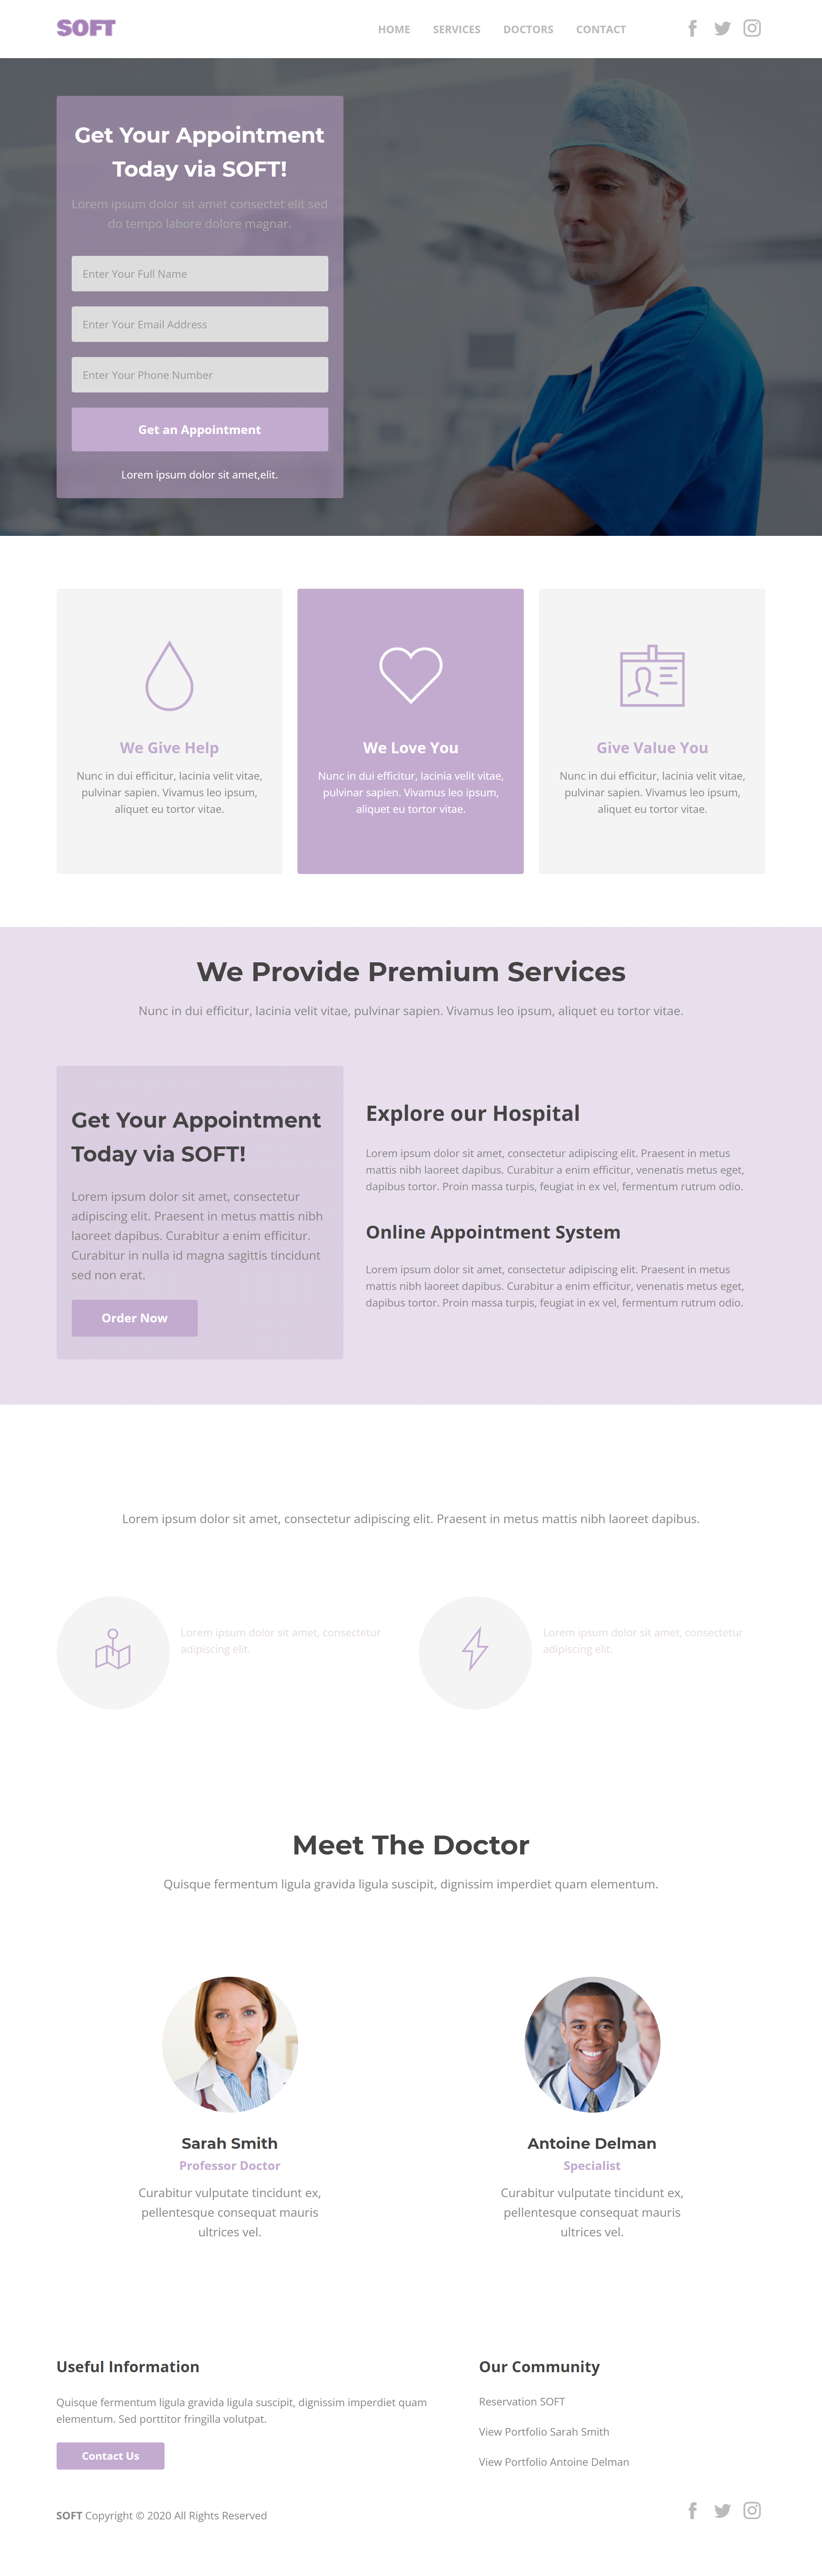 SOFT
HOME SERVICES DOCTORS CONTACT
Get Your Appointment
Today via SOFT!
Lorem ipsum dolor sit amet consectet elit sed
do tempo labore dolore magnar.
Enter Your Full Name
Enter Your Email Address
Enter Your Phone Number
Get an Appointment
Lorem ipsum dolor sit amet,elit.
We Give Help
Nunc in dui efficitur, lacinia velit vitae,
pulvinar sapien. Vivamus leo ipsum,
aliquet eu tortor vitae.
We Love You
Nunc in dui efficitur, lacinia velit vitae,
pulvinar sapien. Vivamus leo ipsum,
aliquet eu tortor vitae.
Give Value You
Nunc in dui efficitur, lacinia velit vitae,
pulvinar sapien. Vivamus leo ipsum,
aliquet eu tortor vitae.
We Provide Premium Services
Nunc in dui efficitur, lacinia velit vitae, pulvinar sapien. Vivamus leo ipsum, aliquet eu tortor vitae.
Get Your Appointment
Today via SOFT!
Lorem ipsum dolor sit amet, consectetur
adipiscing elit. Praesent in metus mattis nibh
laoreet dapibus. Curabitur a enim efficitur.
Curabitur in nulla id magna sagittis tincidunt
sed non erat.
Order Now
Explore our Hospital
Lorem ipsum dolor sit amet, consectetur adipiscing elit. Praesent in metus
mattis nibh laoreet dapibus. Curabitur a enim efficitur, venenatis metus eget,
dapibus tortor. Proin massa turpis, feugiat in ex vel, fermentum rutrum odio.
Online Appointment System
Lorem ipsum dolor sit amet, consectetur adipiscing elit. Praesent in metus
mattis nibh laoreet dapibus. Curabitur a enim efficitur, venenatis metus eget,
dapibus tortor. Proin massa turpis, feugiat in ex vel, fermentum rutrum odio.
Lorem ipsum dolor sit amet, consectetur adipiscing elit. Praesent in metus mattis nibh laoreet dapibus.
Lorem ipsum dolor sit amet, consectetur
adipiscing elit.
Lorem ipsum dolor sit amet, consectetur
adipiscing elit.
Meet The Doctor
Quisque fermentum ligula gravida ligula suscipit, dignissim imperdiet quam elementum.
Sarah Smith
Professor Doctor
Curabitur vulputate tincidunt ex,
pellentesque consequat mauris
ultrices vel.
Antoine Delman
Specialist
Curabitur vulputate tincidunt ex,
pellentesque consequat mauris
ultrices vel.
Useful Information
Quisque fermentum ligula gravida ligula suscipit, dignissim imperdiet quam
elementum. Sed porttitor fringilla volutpat.
Contact Us
Our Community
Reservation SOFT
View Portfolio Sarah Smith
View Portfolio Antoine Delman
SOFT Copyright © 2020 All Rights Reserved